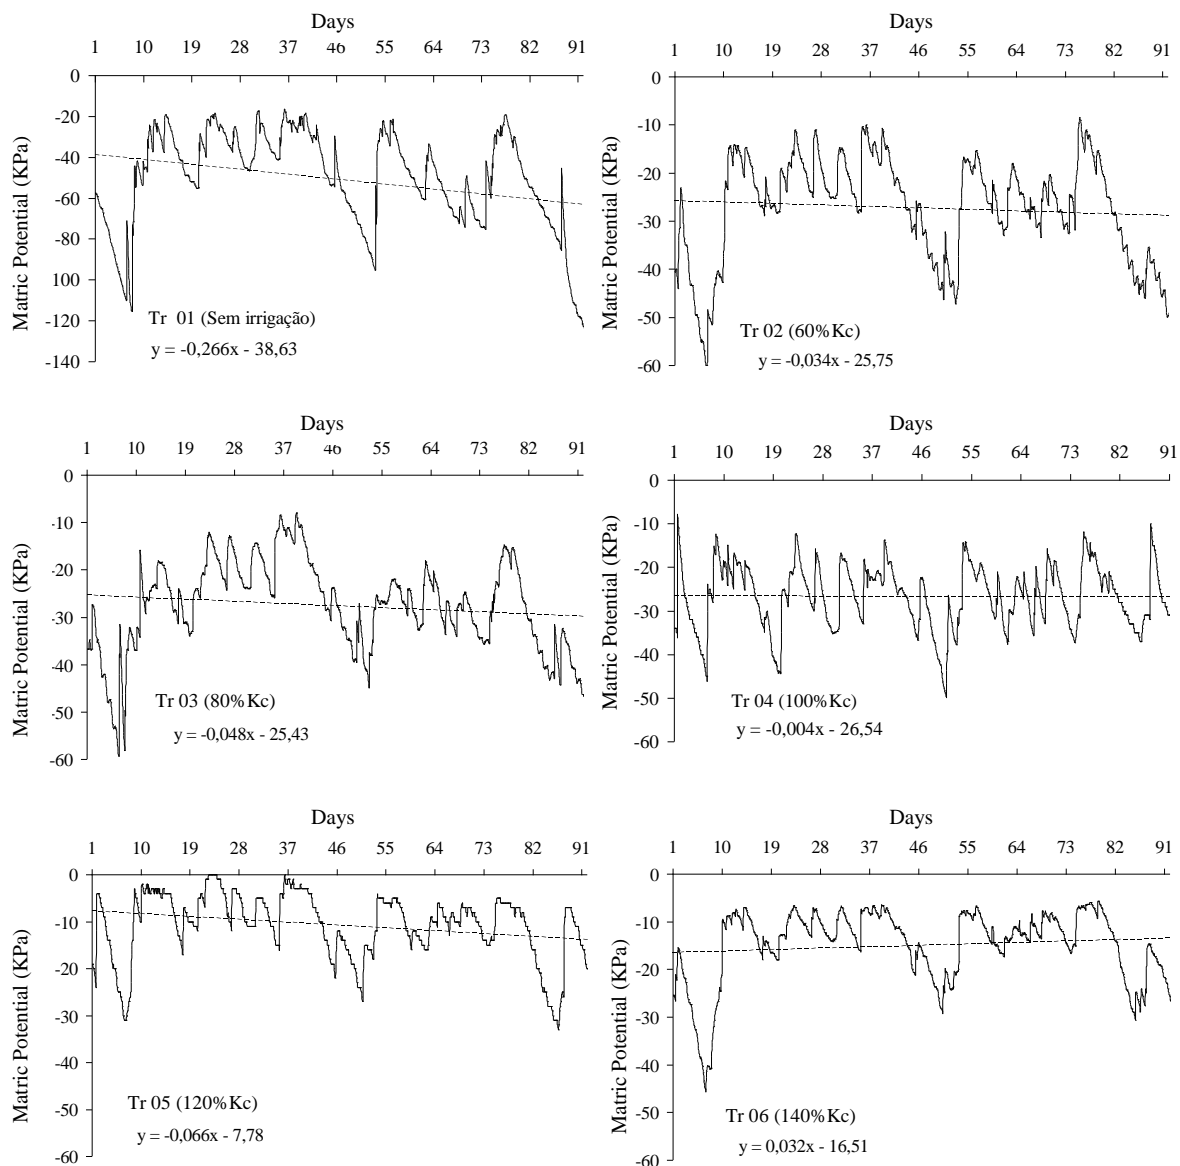 Days
1 10 19 28 37 46 55 64 73 82 91
0
-20
-40
-60
-80
-100
-120
-140
Matric Potential (KPa)
Tr 01 (Sem irrigação)
y = -0,266x - 38,63
Days
1 10 19 28 37 46 55 64 73 82 91
0
-10
-20
-30
-40
-50
-60
Matric Potential (KPa)
Tr 02 (60%Kc)
y = -0,034x - 25,75
Days
1 10 19 28 37 46 55 64 73 82 91
0
-10
-20
-30
-40
-50
-60
Matric Potential (KPa)
Tr 03 (80%Kc)
y = -0,048x - 25,43
Days
1 10 19 28 37 46 55 64 73 82 91
0
-10
-20
-30
-40
-50
-60
Matric Potential (KPa)
Tr 04 (100%Kc)
y = -0,004x - 26,54
Days
1 10 19 28 37 46 55 64 73 82 91
0
-10
-20
-30
-40
-50
-60
Matric Potential (KPa)
Tr 05 (120%Kc)
y = -0,066x - 7,78
Days
1 10 19 28 37 46 55 64 73 82 91
0
-10
-20
-30
-40
-50
-60
Matric Potential (KPa)
Tr 06 (140%Kc)
y = 0,032x - 16,51